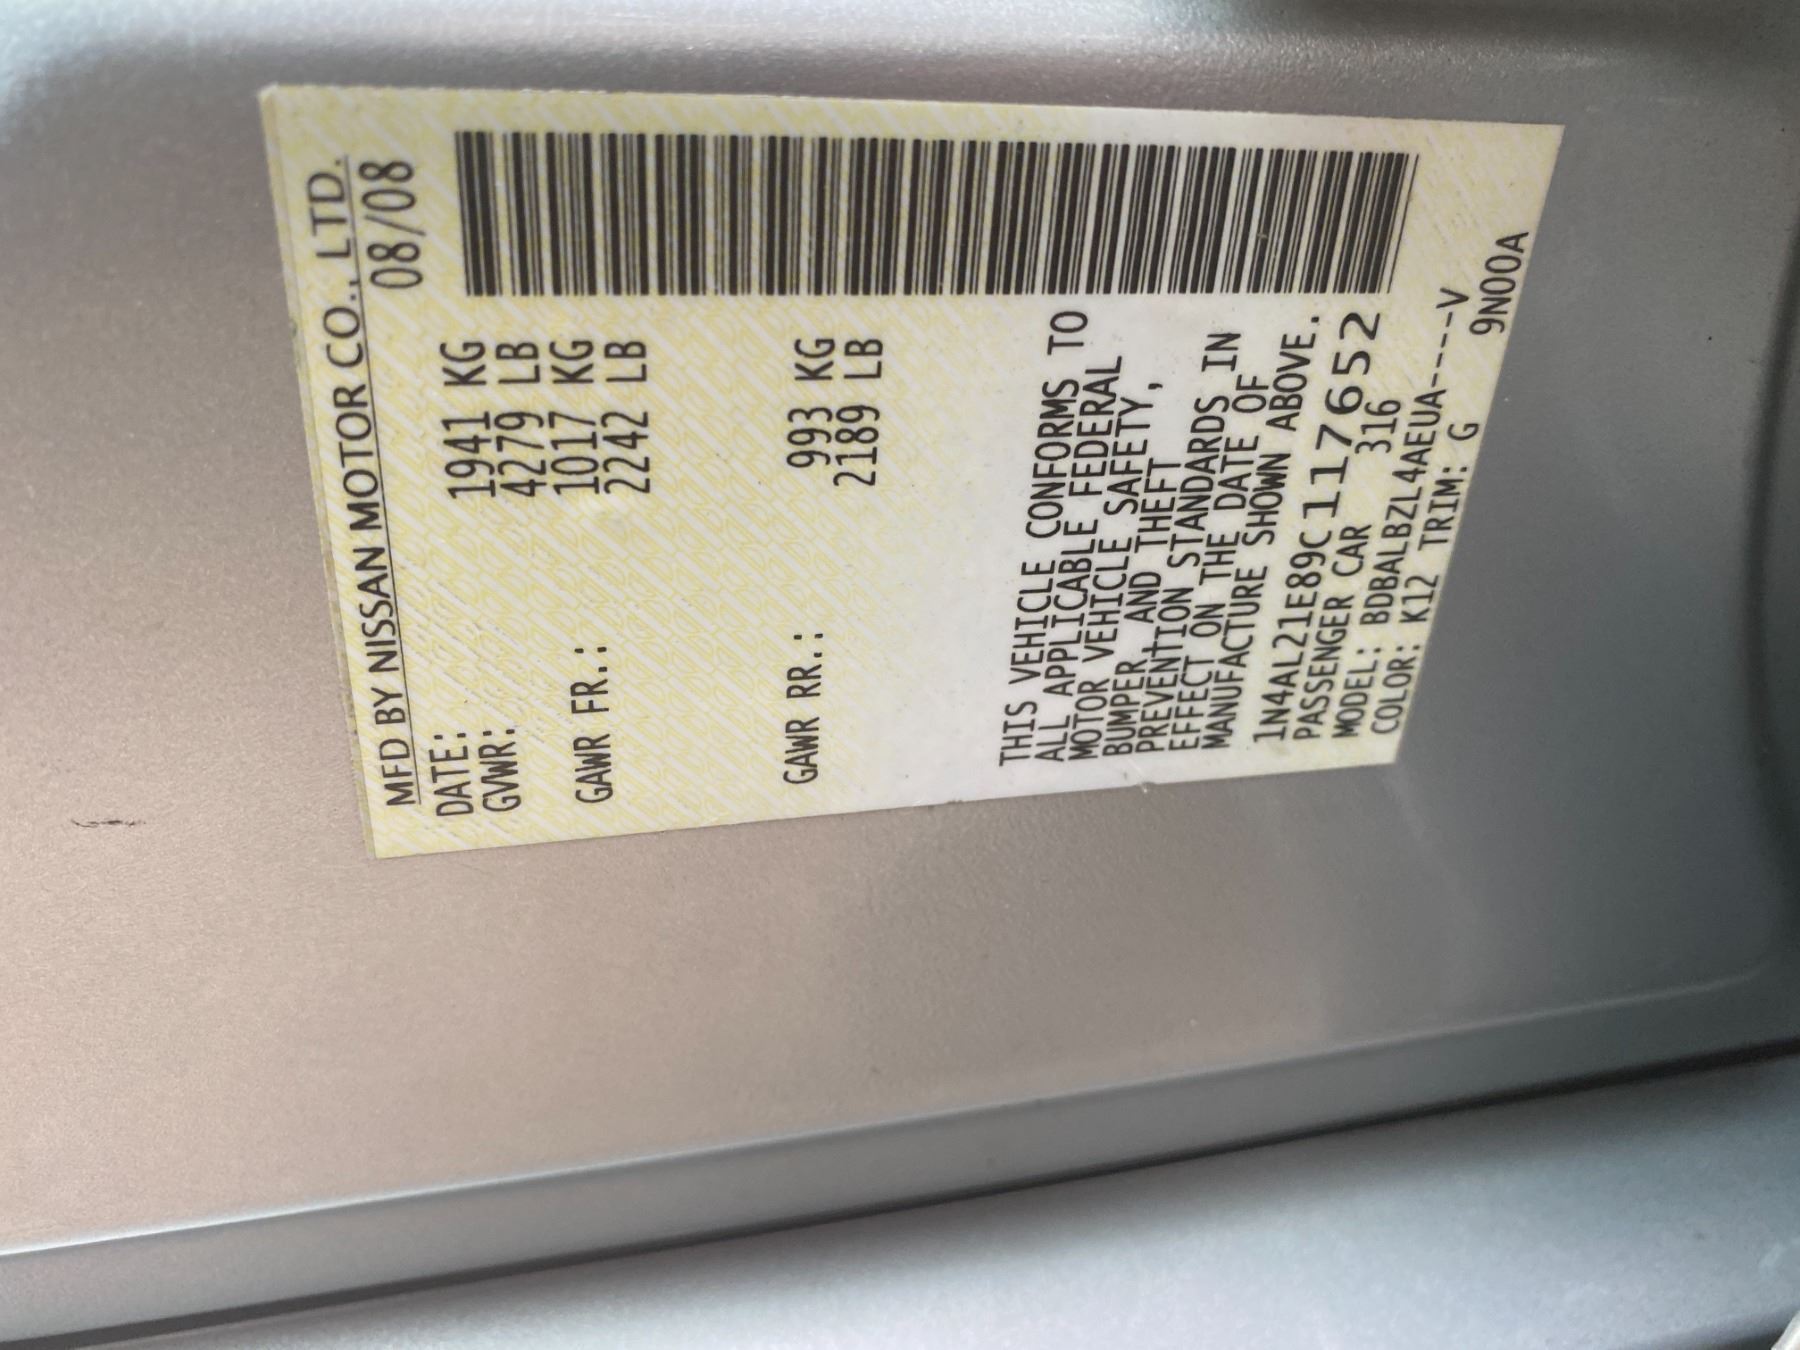 MFD BY NISSAN MOTOR CO., LTD.
DATE: 08/08
GVWR: 1941 KG
4279 LB
GAWR FR.: 1017 KG
2242 LB
GAWR RR.: 993 KG
2189 LB
THIS VEHICLE CONFORMS TO
ALL APPLICABLE FEDERAL
MOTOR VEHICLE SAFETY,
BUMPER, AND THEFT
PREVENTION STANDARDS IN
EFFECT ON THE DATE OF
MANUFACTURE SHOWN ABOVE.
1N4AL21E89C117652
PASSENGER CAR 316
MODEL: BDBALBZL4AEUA----V
COLOR: K12 TRIM: G
9N00A